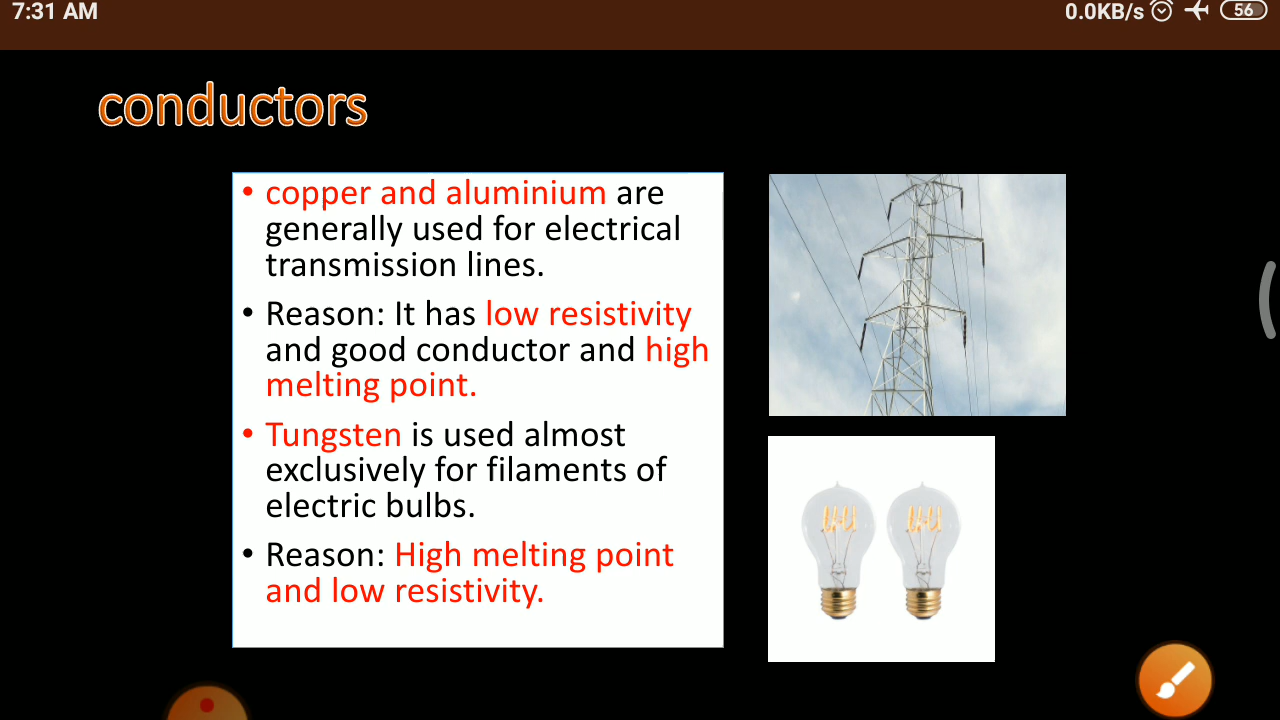 7:31 AM
0.0KB/s 56
conductors
• copper and aluminium are
generally used for electrical
transmission lines.
• Reason: It has low resistivity
and good conductor and high
melting point.
• Tungsten is used almost
exclusively for filaments of
electric bulbs.
• Reason: High melting point
and low resistivity.